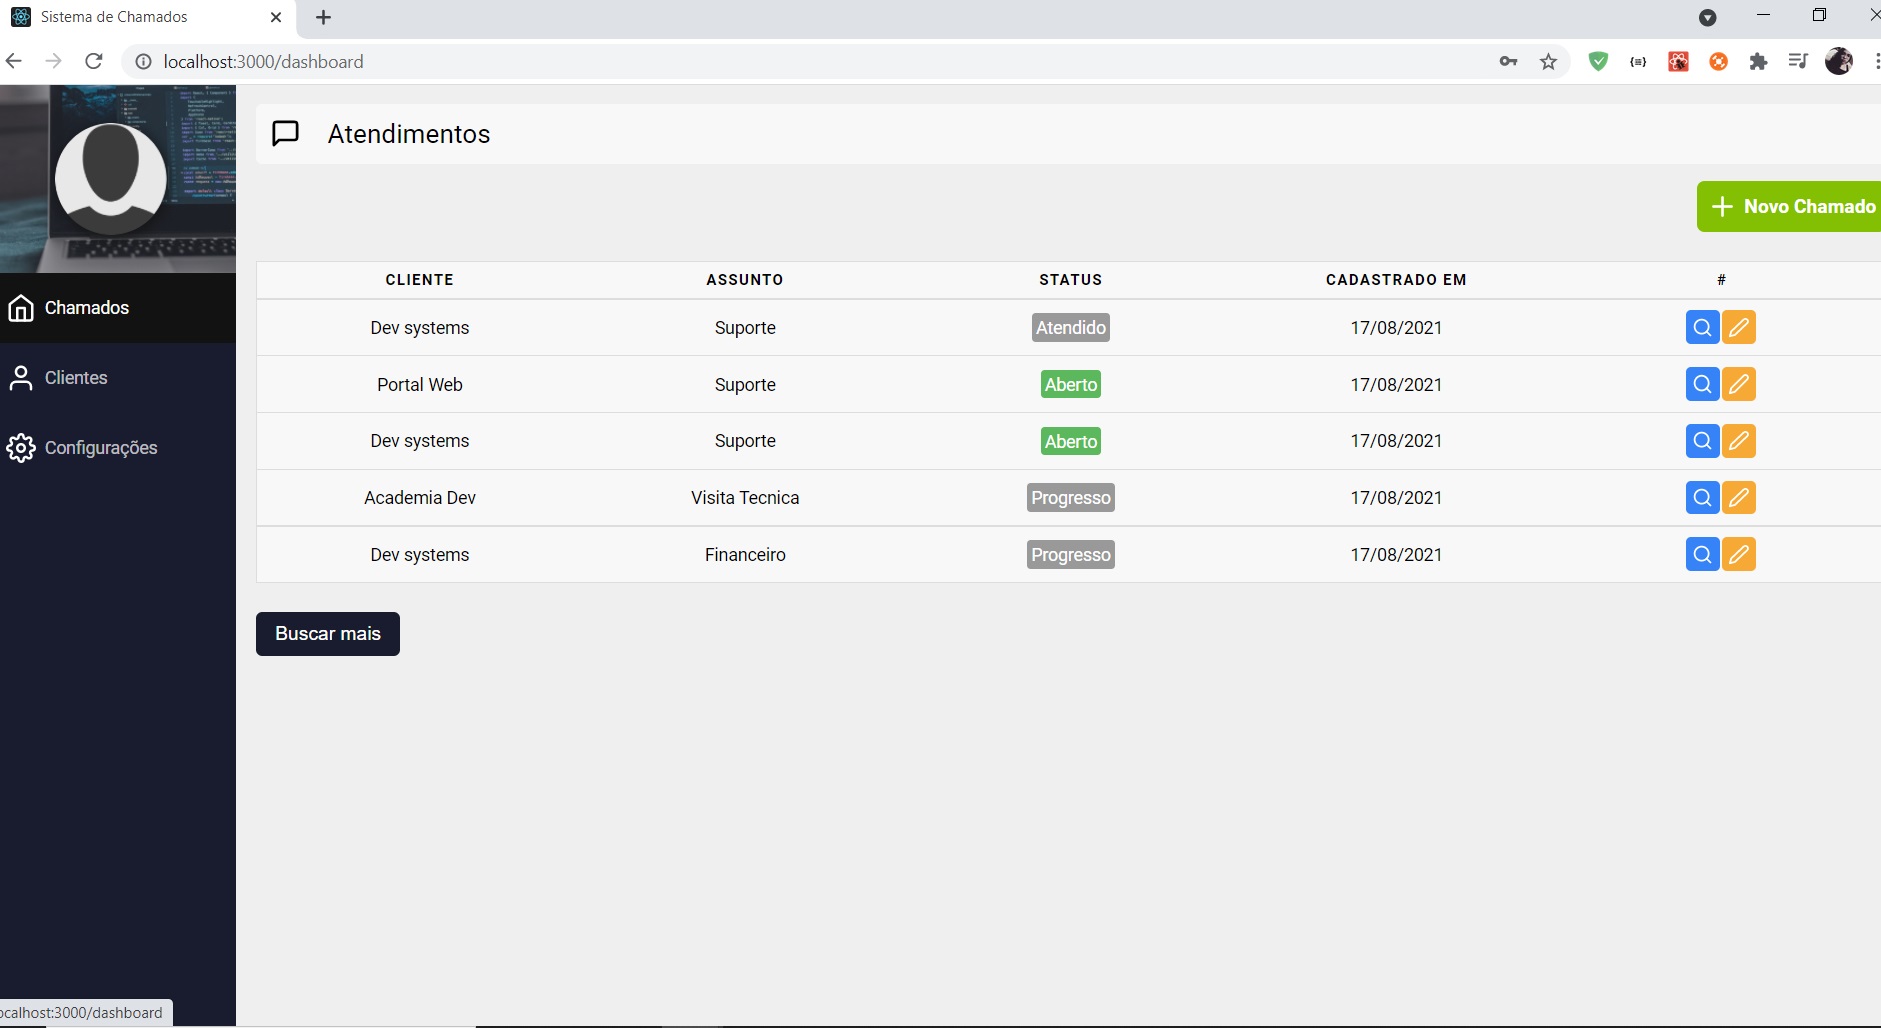 Sistema de Chamados
localhost:3000/dashboard
Atendimentos
Novo Chamado
Chamados
Clientes
Configurações
CLIENTE ASSUNTO STATUS CADASTRADO EM #
Dev systems Suporte Atendido 17/08/2021
Portal Web Suporte Aberto 17/08/2021
Dev systems Suporte Aberto 17/08/2021
Academia Dev Visita Tecnica Progresso 17/08/2021
Dev systems Financeiro Progresso 17/08/2021
Buscar mais
ocalhost:3000/dashboard